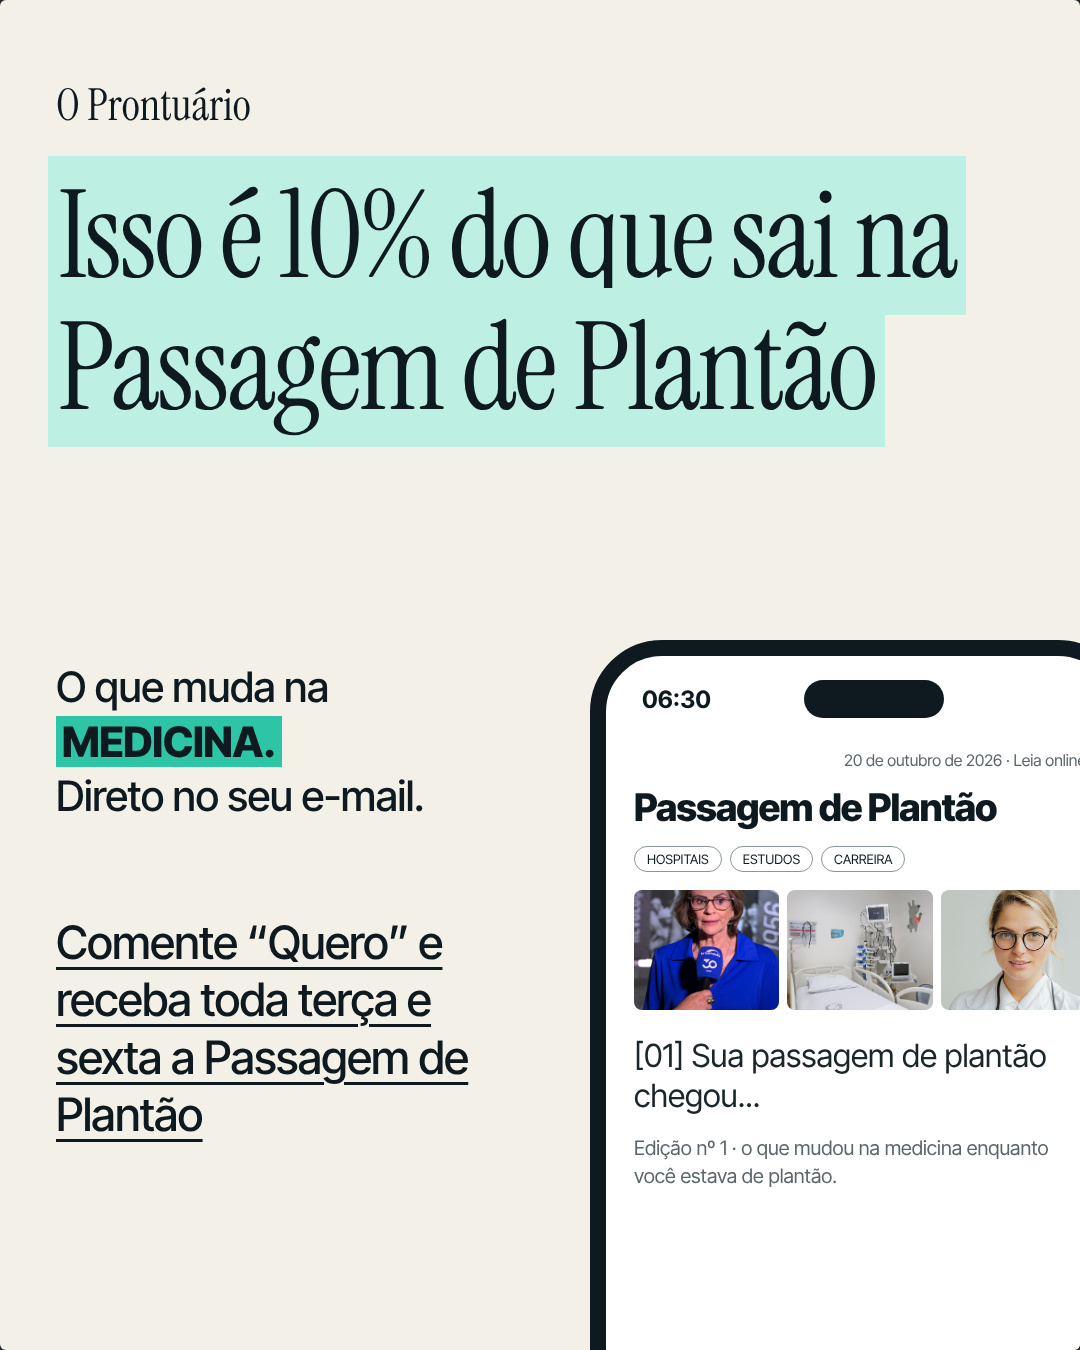 O Prontuário
Isso é 10% do que sai na
Passagem de Plantão
O que muda na
MEDICINA.
Direto no seu e-mail.
Comente “Quero” e
receba toda terça e
sexta a Passagem de
Plantão
06:30
20 de outubro de 2026 · Leia online
Passagem de Plantão
HOSPITAIS ESTUDOS CARREIRA
1956
30
[01] Sua passagem de plantão
chegou...
Edição nº 1 · o que mudou na medicina enquanto
você estava de plantão.